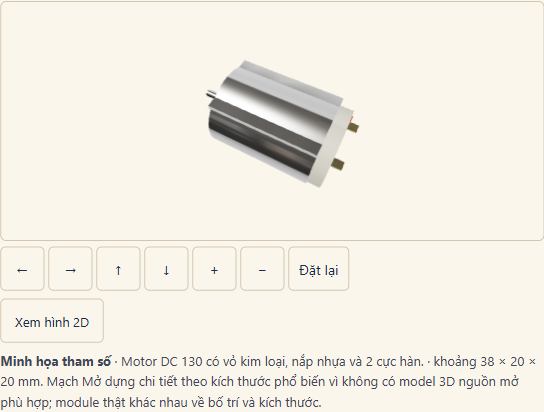 ← → ↑ ↓ + − Đặt lại
Xem hình 2D
Minh họa tham số · Motor DC 130 có vỏ kim loại, nắp nhựa và 2 cực hàn. · khoảng 38 × 20 ×
20 mm. Mạch Mở dựng chi tiết theo kích thước phổ biến vì không có model 3D nguồn mở
phù hợp; module thật khác nhau về bố trí và kích thước.